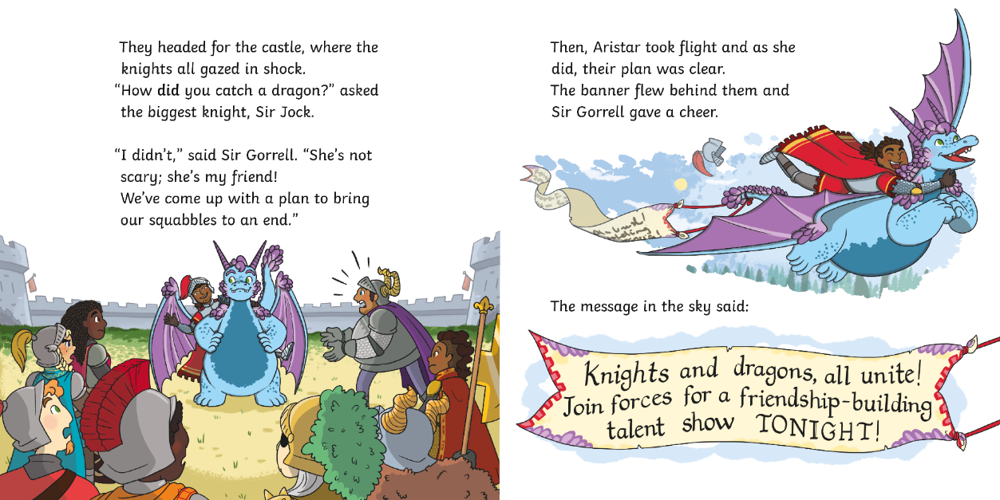 They headed for the castle, where the
knights all gazed in shock.
“How did you catch a dragon?” asked
the biggest knight, Sir Jock.
“I didn’t,” said Sir Gorrell. “She’s not
scary; she’s my friend!
We’ve come up with a plan to bring
our squabbles to an end.”
Then, Aristar took flight and as she
did, their plan was clear.
The banner flew behind them and
Sir Gorrell gave a cheer.
The message in the sky said:
Knights and dragons, all unite!
Join forces for a friendship-building
talent show TONIGHT!